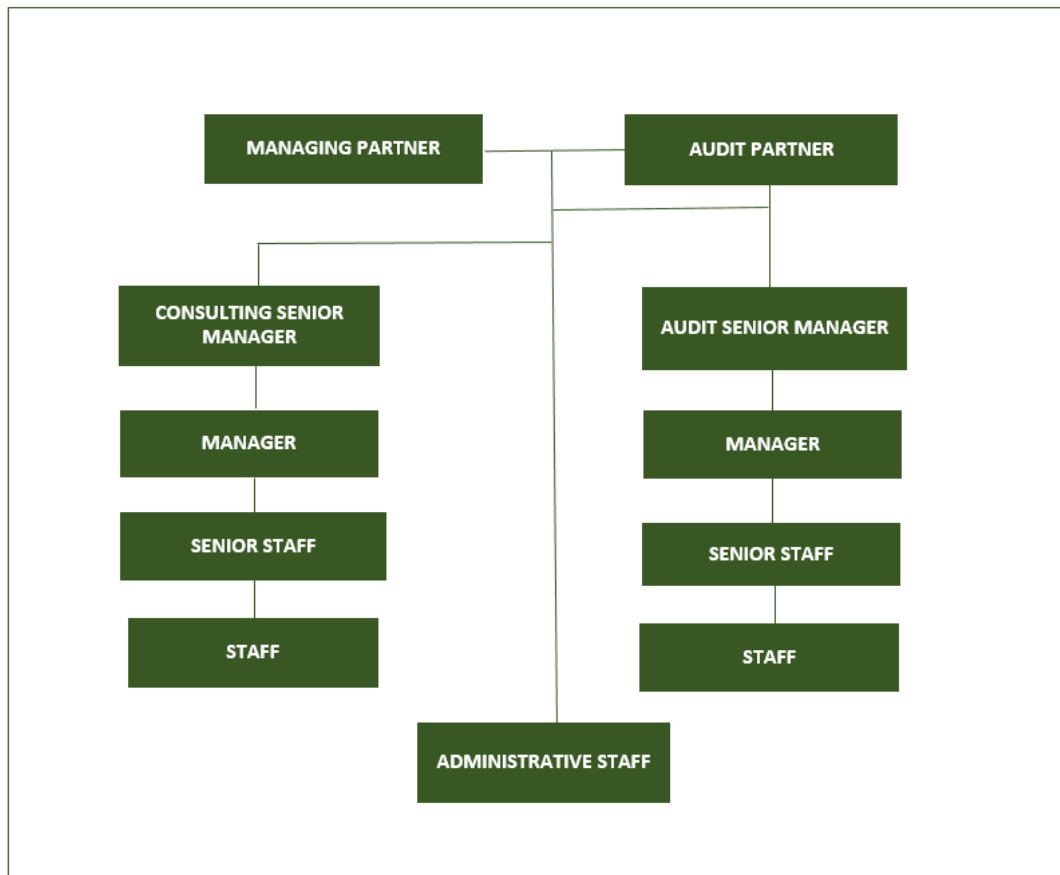 MANAGING PARTNER
AUDIT PARTNER
CONSULTING SENIOR
MANAGER
AUDIT SENIOR MANAGER
MANAGER
MANAGER
SENIOR STAFF
SENIOR STAFF
STAFF
STAFF
ADMINISTRATIVE STAFF